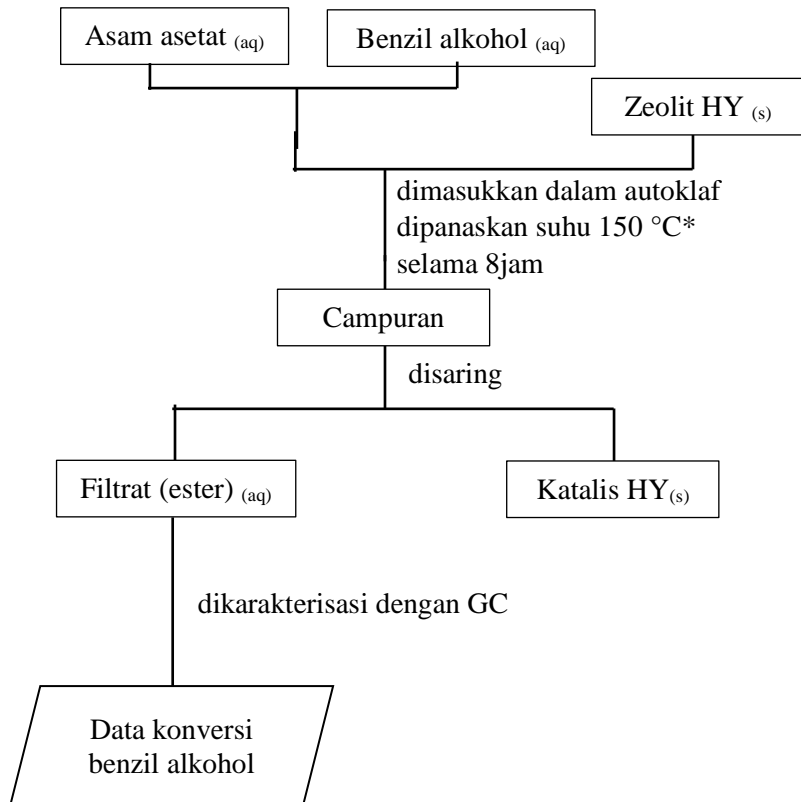 Asam asetat (aq)
Benzil alkohol (aq)
Zeolit HY (s)
dimasukkan dalam autoklaf
dipanaskan suhu 150 °C*
selama 8jam
Campuran
disaring
Filtrat (ester) (aq)
Katalis HY(s)
dikarakterisasi dengan GC
Data konversi
benzil alkohol